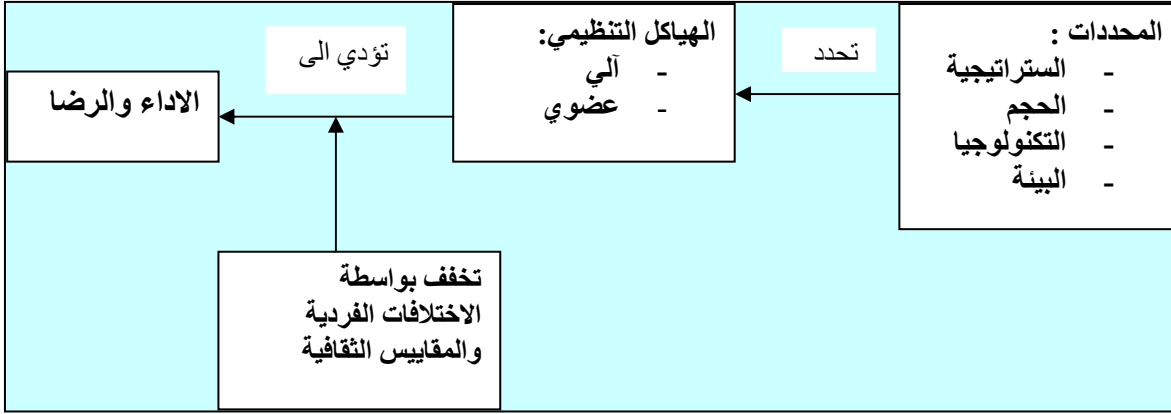 المحددات :
- الستراتيجية
- الحجم
- التكنولوجيا
- البيئة
تحدد
الهياكل التنظيمي:
- آلي
- عضوي
تؤدي الى
الاداء والرضا
تخفف بواسطة
الاختلافات الفردية
والمقاييس الثقافية